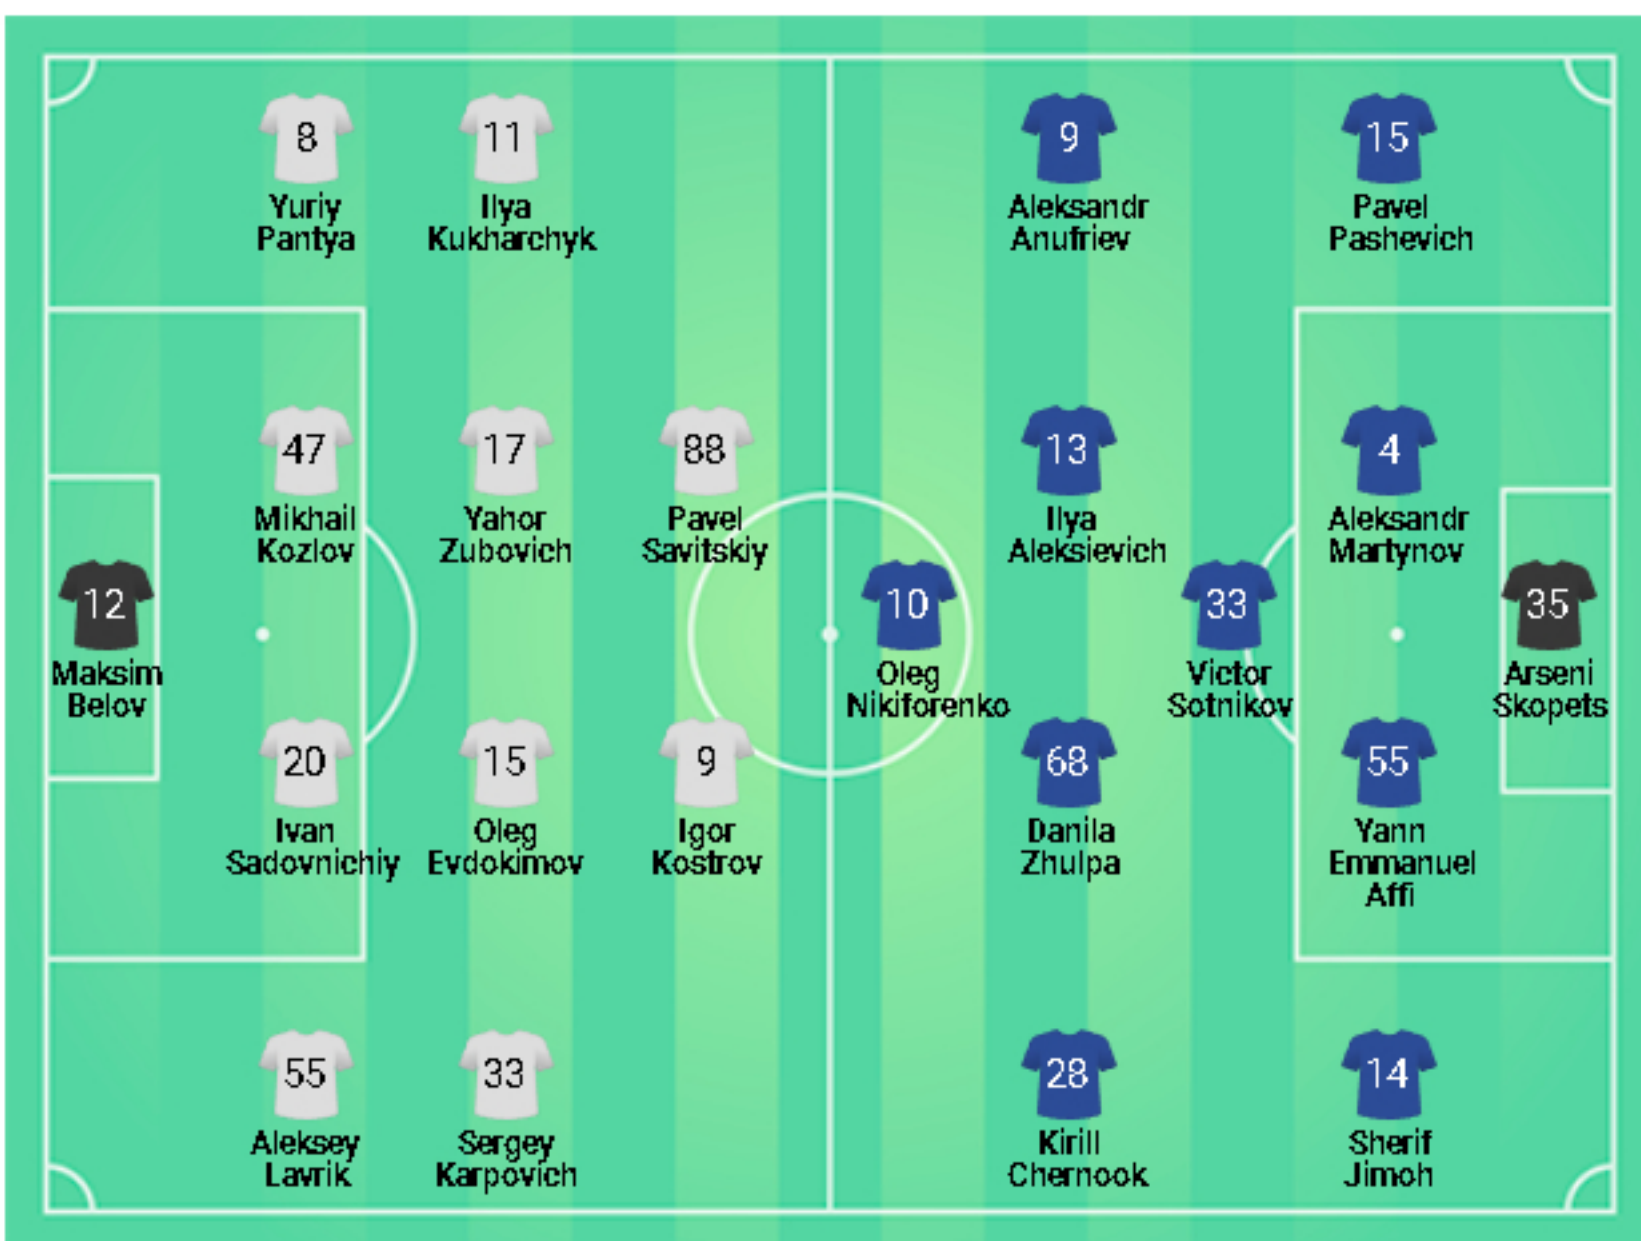 8
Yuriy
Pantya
11
Ilya
Kukharchyk
9
Aleksandr
Anufriev
15
Pavel
Pashevich
47
Mikhail
Kozlov
17
Yahor
Zubovich
88
Pavel
Savitskiy
13
Ilya
Aleksievich
4
Aleksandr
Martynov
12
Maksim
Belov
10
Oleg
Nikiforenko
33
Victor
Sotnikov
35
Arseni
Skopets
20
Ivan
Sadovnichiy
15
Oleg
Evdokimov
9
Igor
Kostrov
68
Danila
Zhulpa
55
Yann
Emmanuel
Affi
55
Aleksey
Lavrik
33
Sergey
Karpovich
28
Kirill
Chernook
14
Sherif
Jimoh